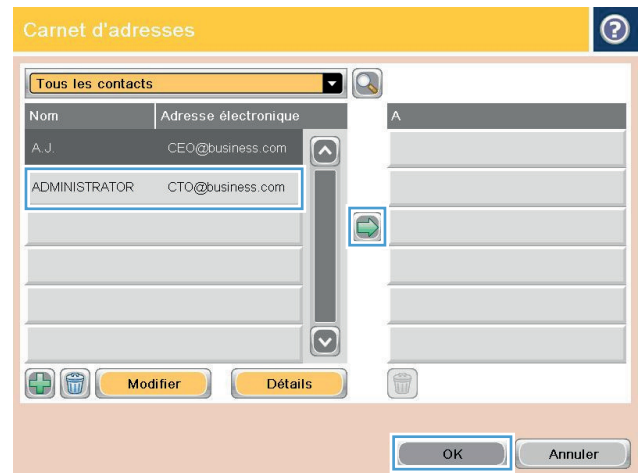 Carnet d'adresses
?
Tous les contacts
Nom Adresse électronique A
A.J. CEO@business.com
ADMINISTRATOR CTO@business.com
Modifier Détails
OK Annuler